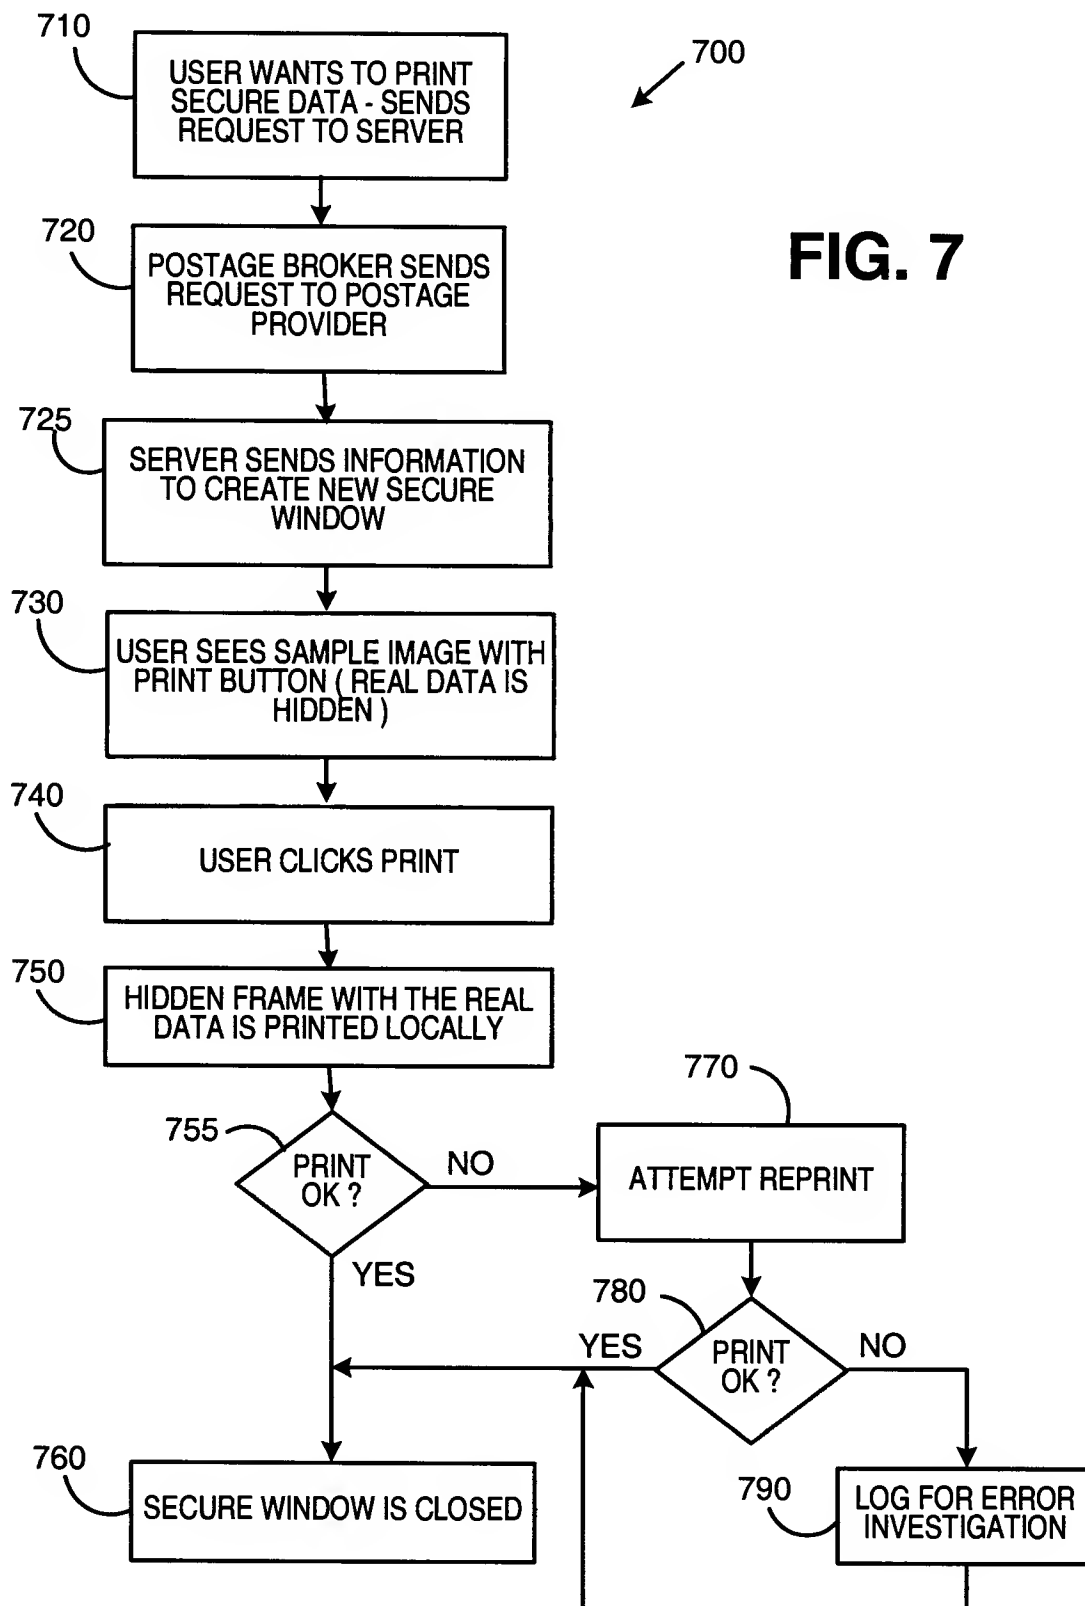 710
USER WANTS TO PRINT
SECURE DATA - SENDS
REQUEST TO SERVER
700
FIG. 7
720
POSTAGE BROKER SENDS
REQUEST TO POSTAGE
PROVIDER
725
SERVER SENDS INFORMATION
TO CREATE NEW SECURE
WINDOW
730
USER SEES SAMPLE IMAGE WITH
PRINT BUTTON ( REAL DATA IS
HIDDEN )
740
USER CLICKS PRINT
750
HIDDEN FRAME WITH THE REAL
DATA IS PRINTED LOCALLY
755
PRINT
OK ?
NO
YES
770
ATTEMPT REPRINT
780
PRINT
OK ?
YES
NO
760
SECURE WINDOW IS CLOSED
790
LOG FOR ERROR
INVESTIGATION